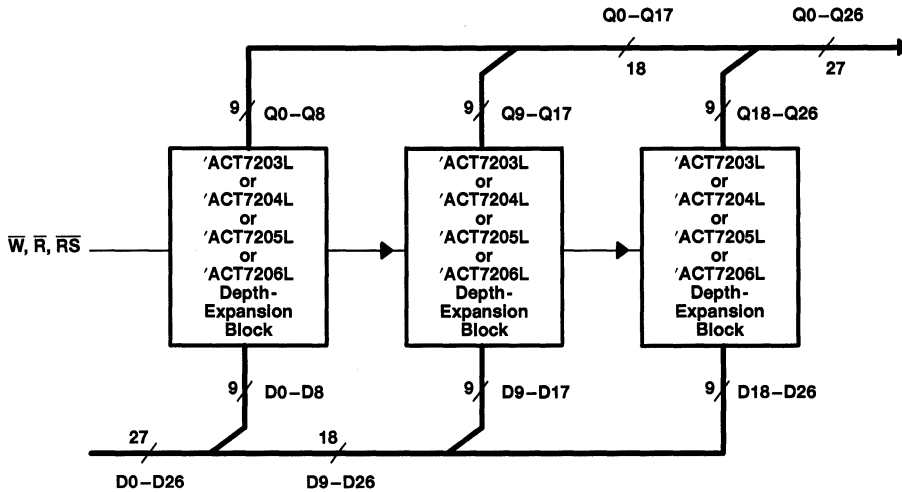 Q0–Q17
Q0–Q26
18
27
9
Q0–Q8
9
Q9–Q17
9
Q18–Q26
′ACT7203L
or
′ACT7204L
or
′ACT7205L
or
′ACT7206L
Depth-
Expansion
Block
′ACT7203L
or
′ACT7204L
or
′ACT7205L
or
′ACT7206L
Depth-
Expansion
Block
′ACT7203L
or
′ACT7204L
or
′ACT7205L
or
′ACT7206L
Depth-
Expansion
Block
W̅, R̅, R̅S̅
9
D0–D8
9
D9–D17
9
D18–D26
27
18
D0–D26
D9–D26